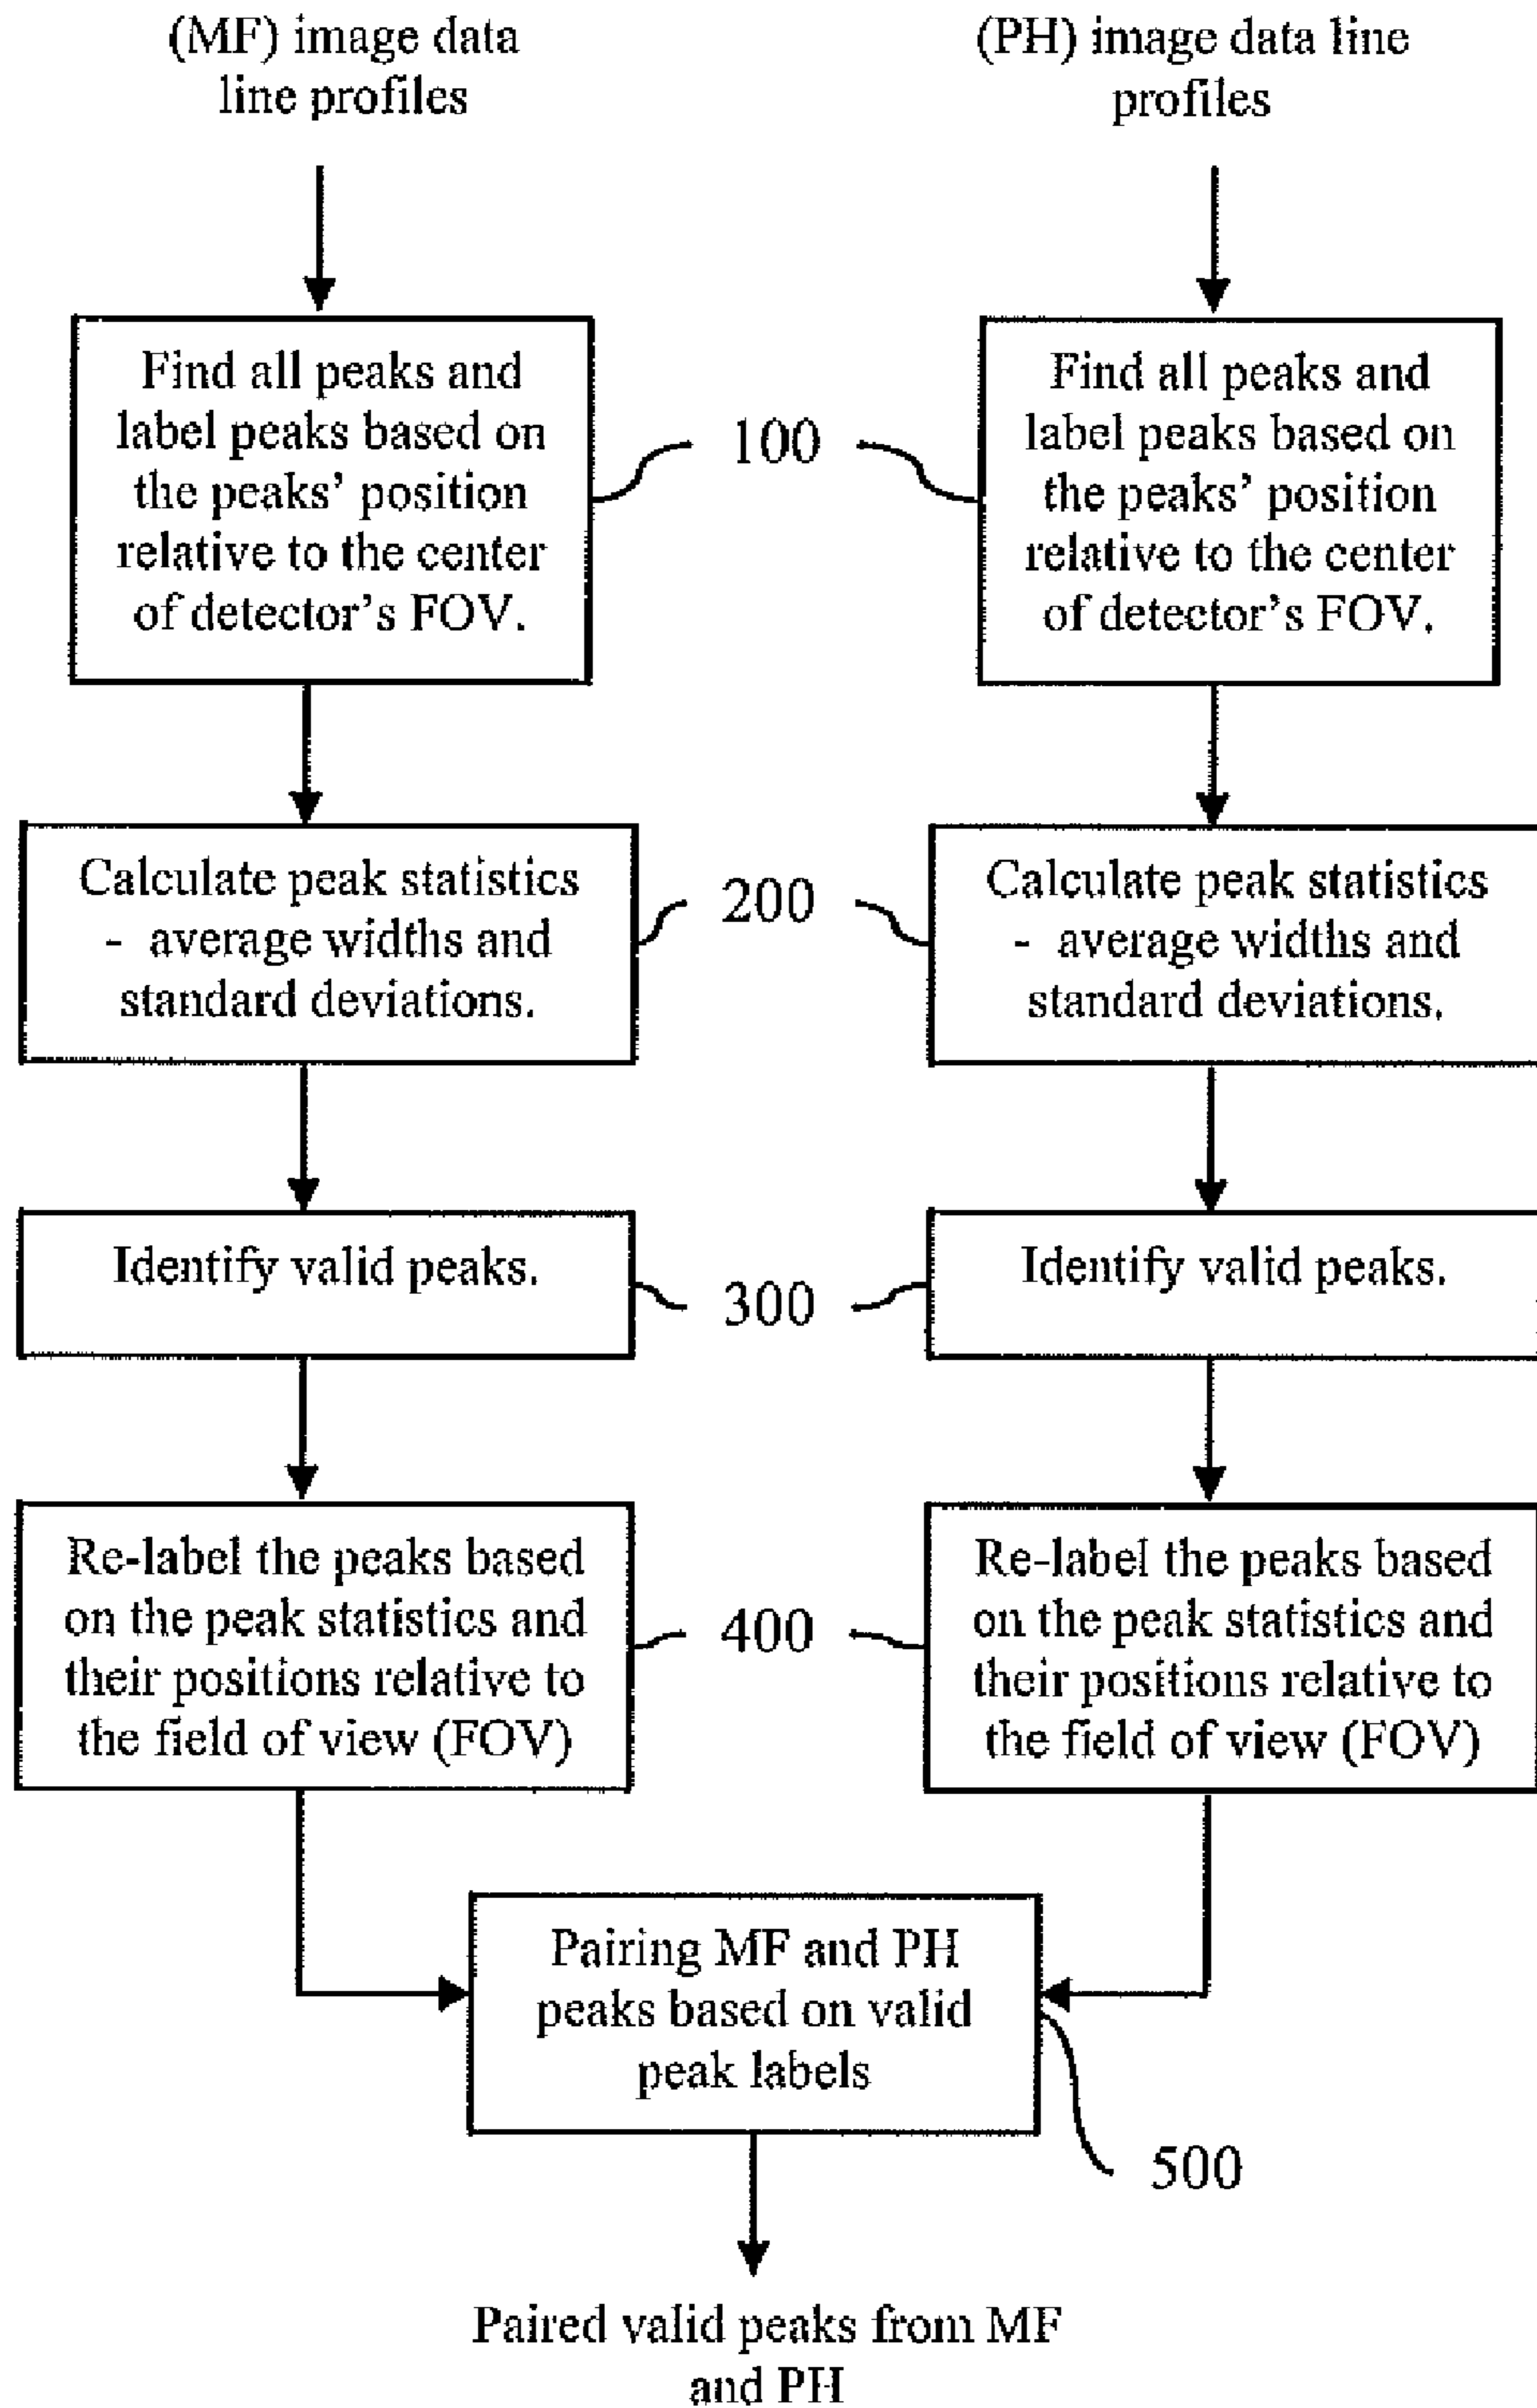 (MF) image data
line profiles
(PH) image data line
profiles
Find all peaks and
label peaks based on
the peaks' position
relative to the center
of detector's FOV.
100
Find all peaks and
label peaks based on
the peaks' position
relative to the center
of detector's FOV.
Calculate peak statistics
- average widths and
standard deviations.
200
Calculate peak statistics
- average widths and
standard deviations.
Identify valid peaks.
300
Identify valid peaks.
Re-label the peaks based
on the peak statistics and
their positions relative to
the field of view (FOV)
400
Re-label the peaks based
on the peak statistics and
their positions relative to
the field of view (FOV)
Pairing MF and PH
peaks based on valid
peak labels
500
Paired valid peaks from MF
and PH